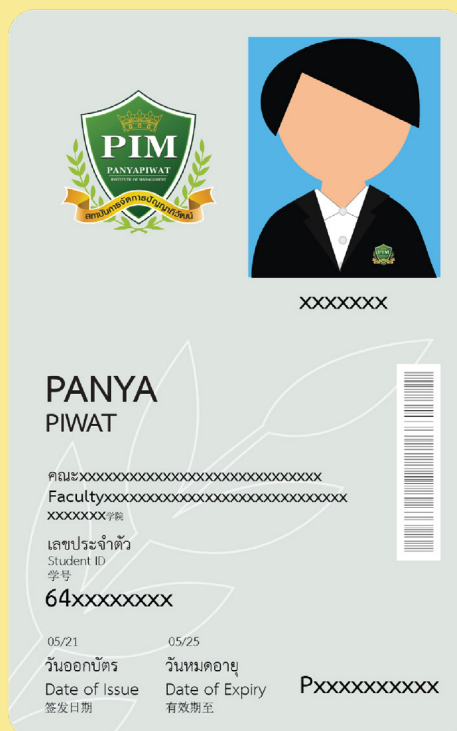 PIM
PANYAPIWAT
INSTITUTE OF MANAGEMENT
สถาบันการจัดการปัญญาภิวัฒน์
PIM
xxxxxxx
PANYA
PIWAT
คณะxxxxxxxxxxxxxxxxxxxxxxxxxxxxx
Facultyxxxxxxxxxxxxxxxxxxxxxxxxxxxxx
xxxxxxx学院
เลขประจำตัว
Student ID
学号
64xxxxxxxx
05/21 05/25
วันออกบัตร วันหมดอายุ
Date of Issue Date of Expiry Pxxxxxxxxxx
签发日期 有效期至